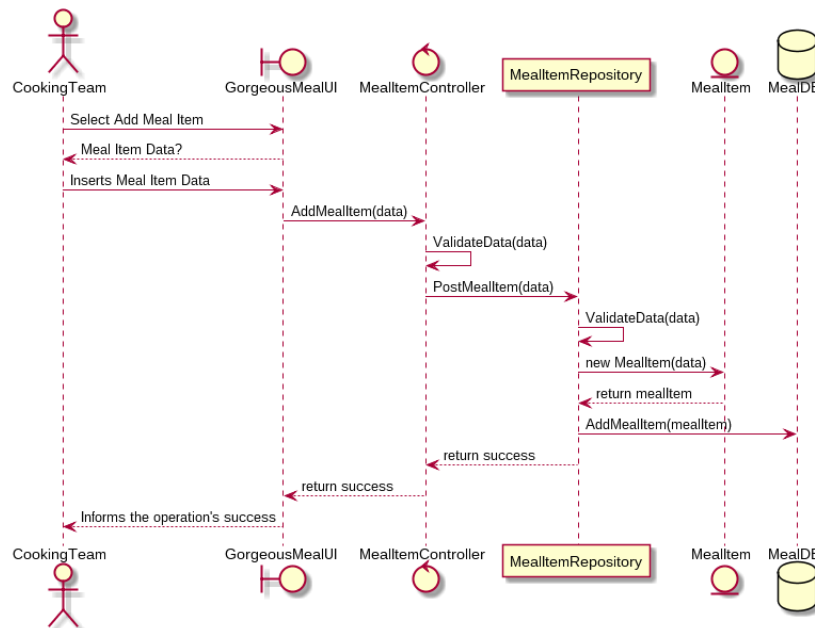 CookingTeam
GorgeousMealUI
MealItemController
MealItemRepository
MealItem
MealDB
Select Add Meal Item
Meal Item Data?
Inserts Meal Item Data
AddMealItem(data)
ValidateData(data)
PostMealItem(data)
ValidateData(data)
new MealItem(data)
return mealItem
AddMealItem(mealItem)
return success
return success
Informs the operation's success
CookingTeam
GorgeousMealUI
MealItemController
MealItemRepository
MealItem
MealDB